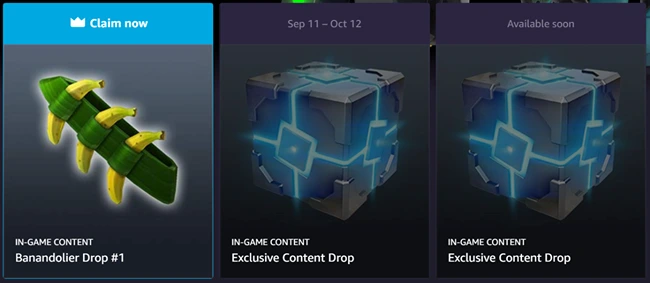 Claim now
Sep 11 – Oct 12
Available soon
IN-GAME CONTENT
Banandolier Drop #1
IN-GAME CONTENT
Exclusive Content Drop
IN-GAME CONTENT
Exclusive Content Drop